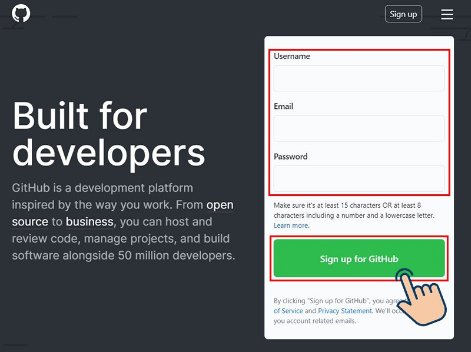 Sign up
Built for
developers
GitHub is a development platform
inspired by the way you work. From open
source to business, you can host and
review code, manage projects, and build
software alongside 50 million developers.
Username
Email
Password
Make sure it's at least 15 characters OR at least 8
characters including a number and a lowercase letter.
Learn more.
Sign up for GitHub
By clicking "Sign up for GitHub", you
of Service and Privacy Statement. We'll
you account related emails.